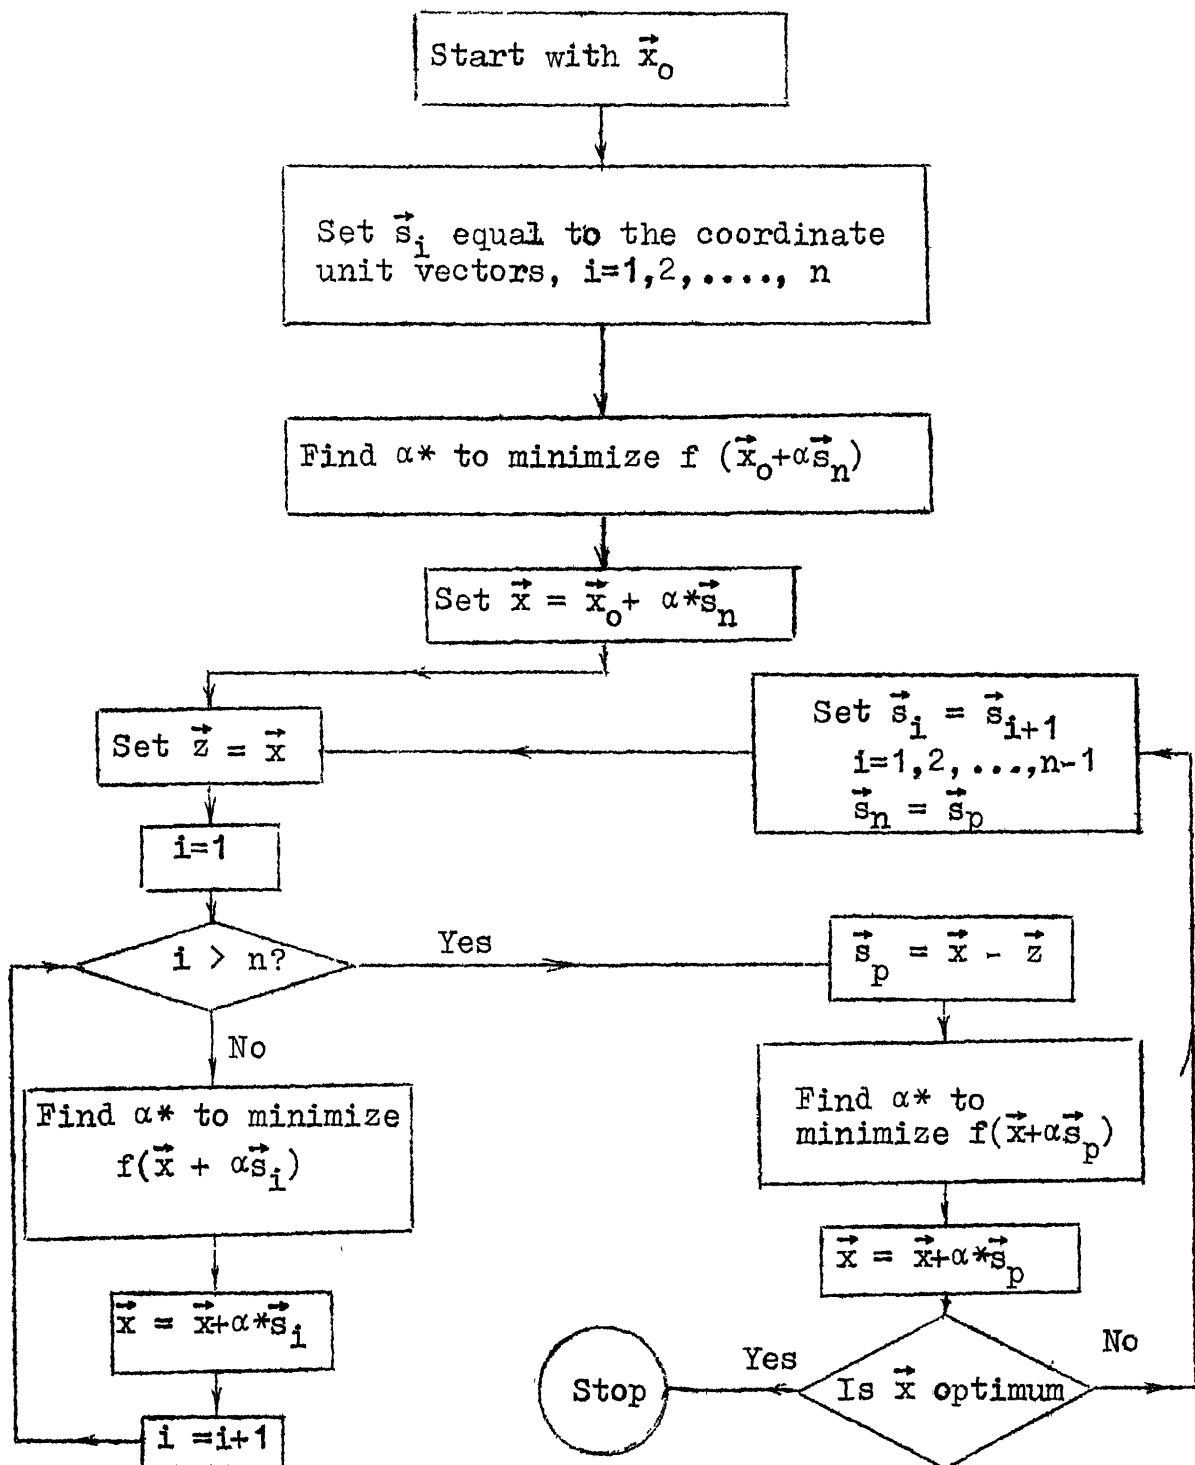 Start with x⃗ₒ
Set s⃗ᵢ equal to the coordinate
unit vectors, i=1,2,...., n
Find α* to minimize f (x⃗ₒ+αs⃗ₙ)
Set x⃗ = x⃗ₒ+ α*s⃗ₙ
Set z⃗ = x⃗
i=1
i > n?
Yes
No
Find α* to minimize
f(x⃗ + αs⃗ᵢ)
x⃗ = x⃗+α*s⃗ᵢ
i =i+1
s⃗ₚ = x⃗ - z⃗
Find α* to
minimize f(x⃗+αs⃗ₚ)
x⃗ = x⃗+α*s⃗ₚ
Is x⃗ optimum
Yes
Stop
No
Set s⃗ᵢ = s⃗ᵢ₊₁
i=1,2,...,n-1
s⃗ₙ = s⃗ₚ